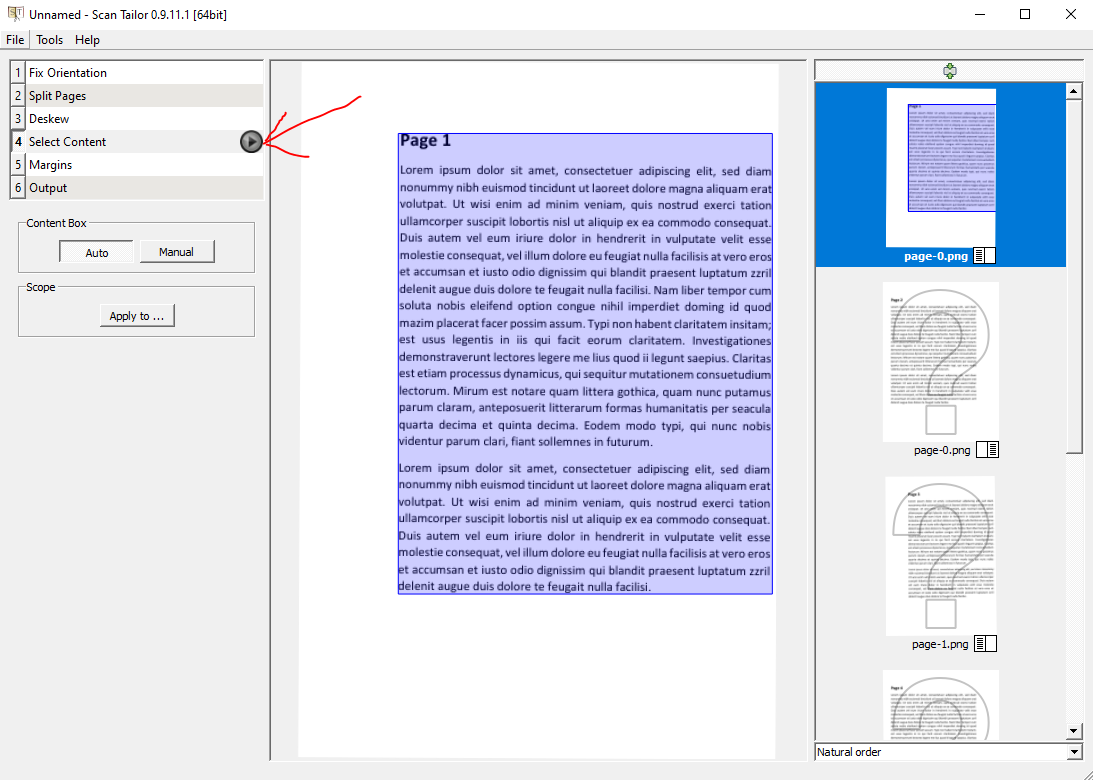 Unnamed - Scan Tailor 0.9.11.1 [64bit]
File Tools Help
1 Fix Orientation
2 Split Pages
3 Deskew
4 Select Content
5 Margins
6 Output
Content Box
Auto Manual
Scope
Apply to ...
Page 1
Lorem ipsum dolor sit amet, consectetuer adipiscing elit, sed diam
nonummy nibh euismod tincidunt ut laoreet dolore magna aliquam erat
volutpat. Ut wisi enim ad minim veniam, quis nostrud exerci tation
ullamcorper suscipit lobortis nisl ut aliquip ex ea commodo consequat.
Duis autem vel eum iriure dolor in hendrerit in vulputate velit esse
molestie consequat, vel illum dolore eu feugiat nulla facilisis at vero eros
et accumsan et iusto odio dignissim qui blandit praesent luptatum zzril
delenit augue duis dolore te feugait nulla facilisi. Nam liber tempor cum
soluta nobis eleifend option congue nihil imperdiet doming id quod
mazim placerat facer possim assum. Typi non habent claritatem insitam;
est usus legentis in iis qui facit eorum claritatem. Investigationes
demonstraverunt lectores legere me lius quod ii legunt saepius. Claritas
est etiam processus dynamicus, qui sequitur mutationem consuetudium
lectorum. Mirum est notare quam littera gothica, quam nunc putamus
parum claram, anteposuerit litterarum formas humanitatis per seacula
quarta decima et quinta decima. Eodem modo typi, qui nunc nobis
videntur parum clari, fiant sollemnes in futurum.
Lorem ipsum dolor sit amet, consectetuer adipiscing elit, sed diam
nonummy nibh euismod tincidunt ut laoreet dolore magna aliquam erat
volutpat. Ut wisi enim ad minim veniam, quis nostrud exerci tation
ullamcorper suscipit lobortis nisl ut aliquip ex ea commodo consequat.
Duis autem vel eum iriure dolor in hendrerit in vulputate velit esse
molestie consequat, vel illum dolore eu feugiat nulla facilisis at vero eros
et accumsan et iusto odio dignissim qui blandit praesent luptatum zzril
delenit augue duis dolore te feugait nulla facilisi.
page-0.png
page-0.png
page-1.png
Natural order